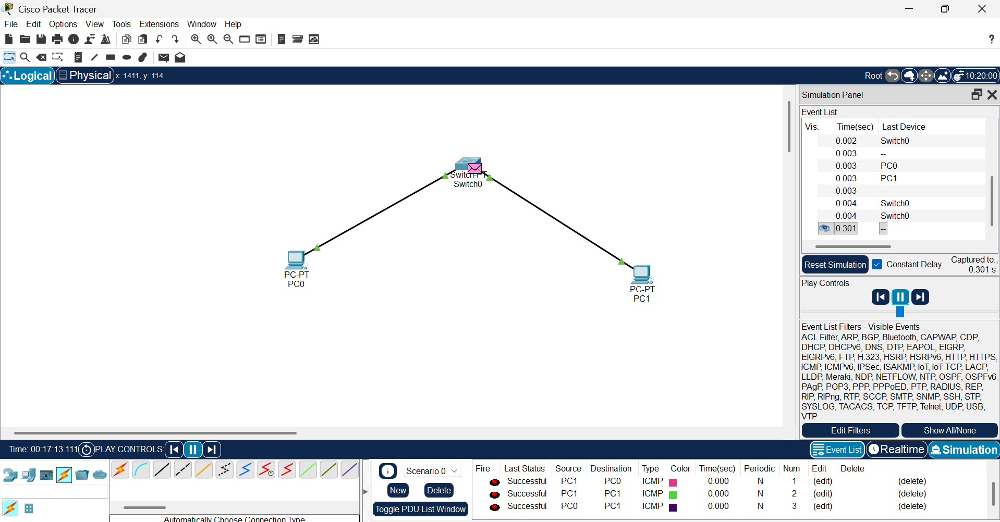 Cisco Packet Tracer
File Edit Options View Tools Extensions Window Help
?
Logical Physical x: 1411, y: 114 Root 10:20:00
Simulation Panel
Event List
Vis. Time(sec) Last Device
0.002 Switch0
0.003 --
0.003 PC0
0.003 PC1
0.003 --
0.004 Switch0
0.004 Switch0
0.301 --
Reset Simulation Constant Delay Captured to:
0.301 s
Play Controls
Event List Filters - Visible Events
ACL Filter, ARP, BGP, Bluetooth, CAPWAP, CDP,
DHCP, DHCPv6, DNS, DTP, EAPOL, EIGRP,
EIGRPv6, FTP, H.323, HSRP, HSRPv6, HTTP, HTTPS,
ICMP, ICMPv6, IPSec, ISAKMP, IoT, IoT TCP, LACP,
LLDP, Meraki, NDP, NETFLOW, NTP, OSPF, OSPFv6,
PAgP, POP3, PPP, PPPoED, PTP, RADIUS, REP,
RIP, RIPng, RTP, SCCP, SMTP, SNMP, SSH, STP,
SYSLOG, TACACS, TCP, TFTP, Telnet, UDP, USB,
VTP
Edit Filters Show All/None
Switch-PT
Switch0
PC-PT
PC0
PC-PT
PC1
Time: 00:17:13.111 PLAY CONTROLS: Event List Realtime Simulation
Automatically Choose Connection Type
Scenario 0
New Delete
Toggle PDU List Window
Fire Last Status Source Destination Type Color Time(sec) Periodic Num Edit Delete
Successful PC1 PC0 ICMP 0.000 N 1 (edit) (delete)
Successful PC1 PC1 ICMP 0.000 N 2 (edit) (delete)
Successful PC0 PC1 ICMP 0.000 N 3 (edit) (delete)